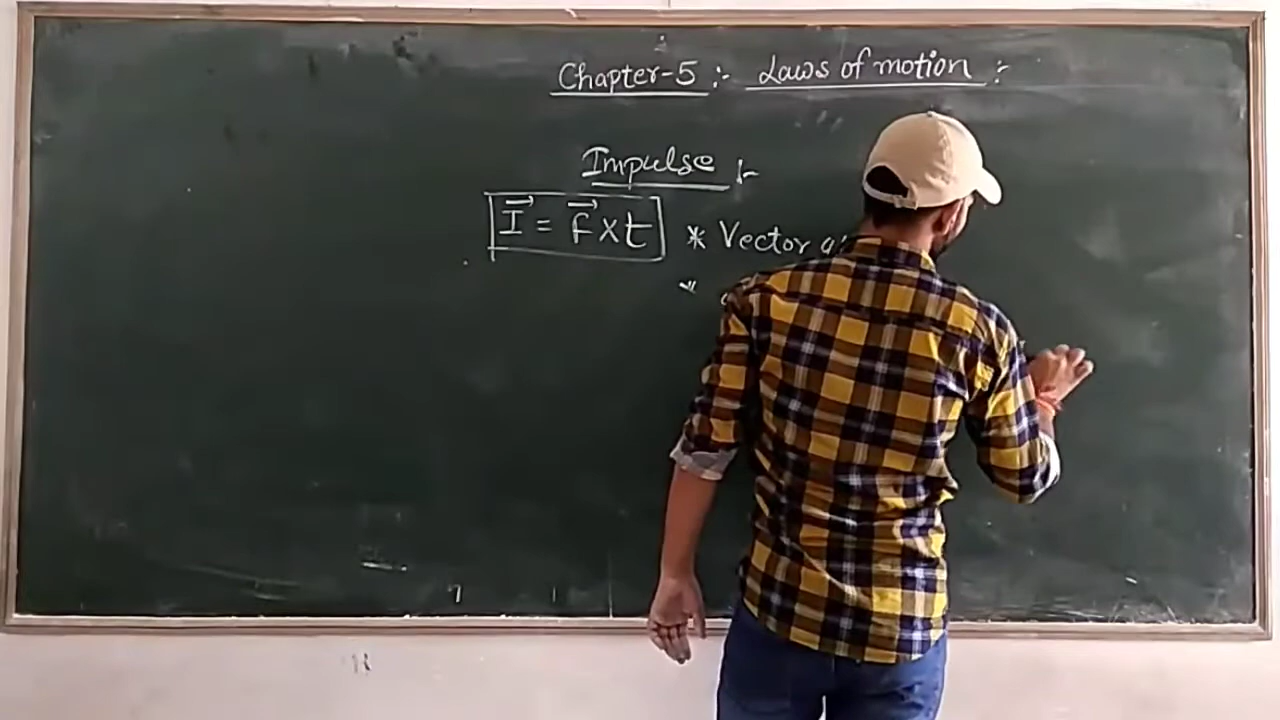 Chapter-5 :- Laws of motion :-
Impulse :-
I⃗ = F⃗ x t * Vector
*